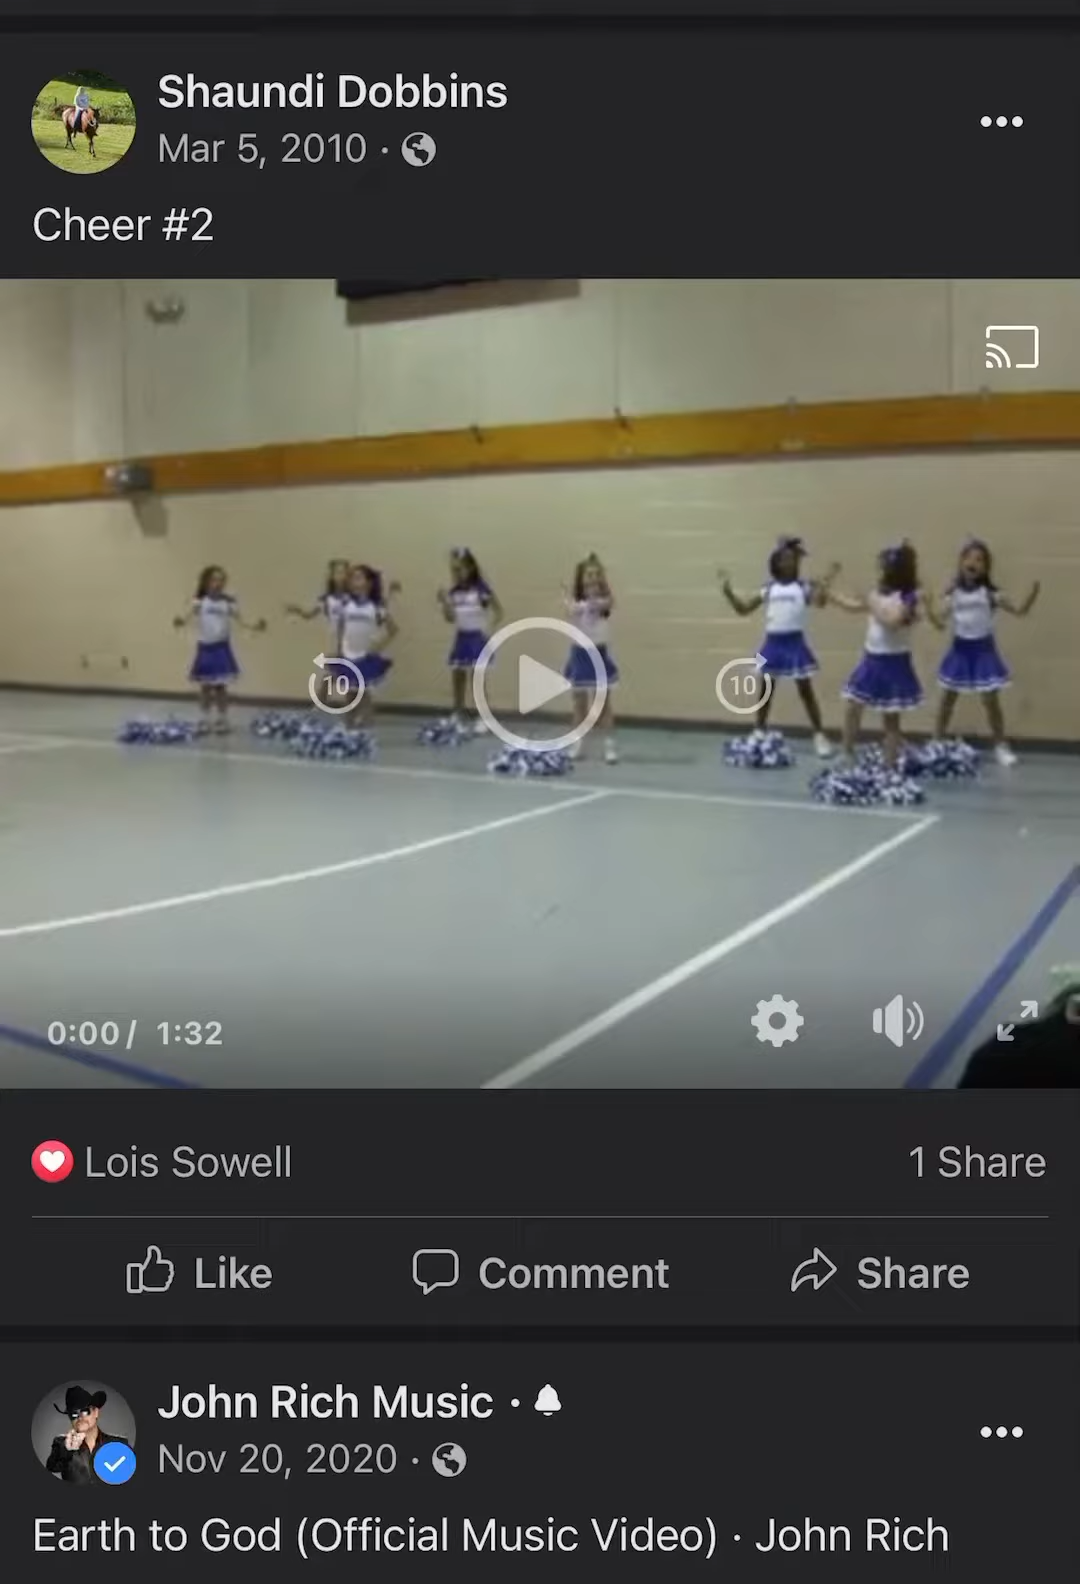 Shaundi Dobbins
Mar 5, 2010 ·
Cheer #2
10
10
0:00 / 1:32
Lois Sowell
1 Share
Like
Comment
Share
John Rich Music ·
Nov 20, 2020 ·
Earth to God (Official Music Video) · John Rich